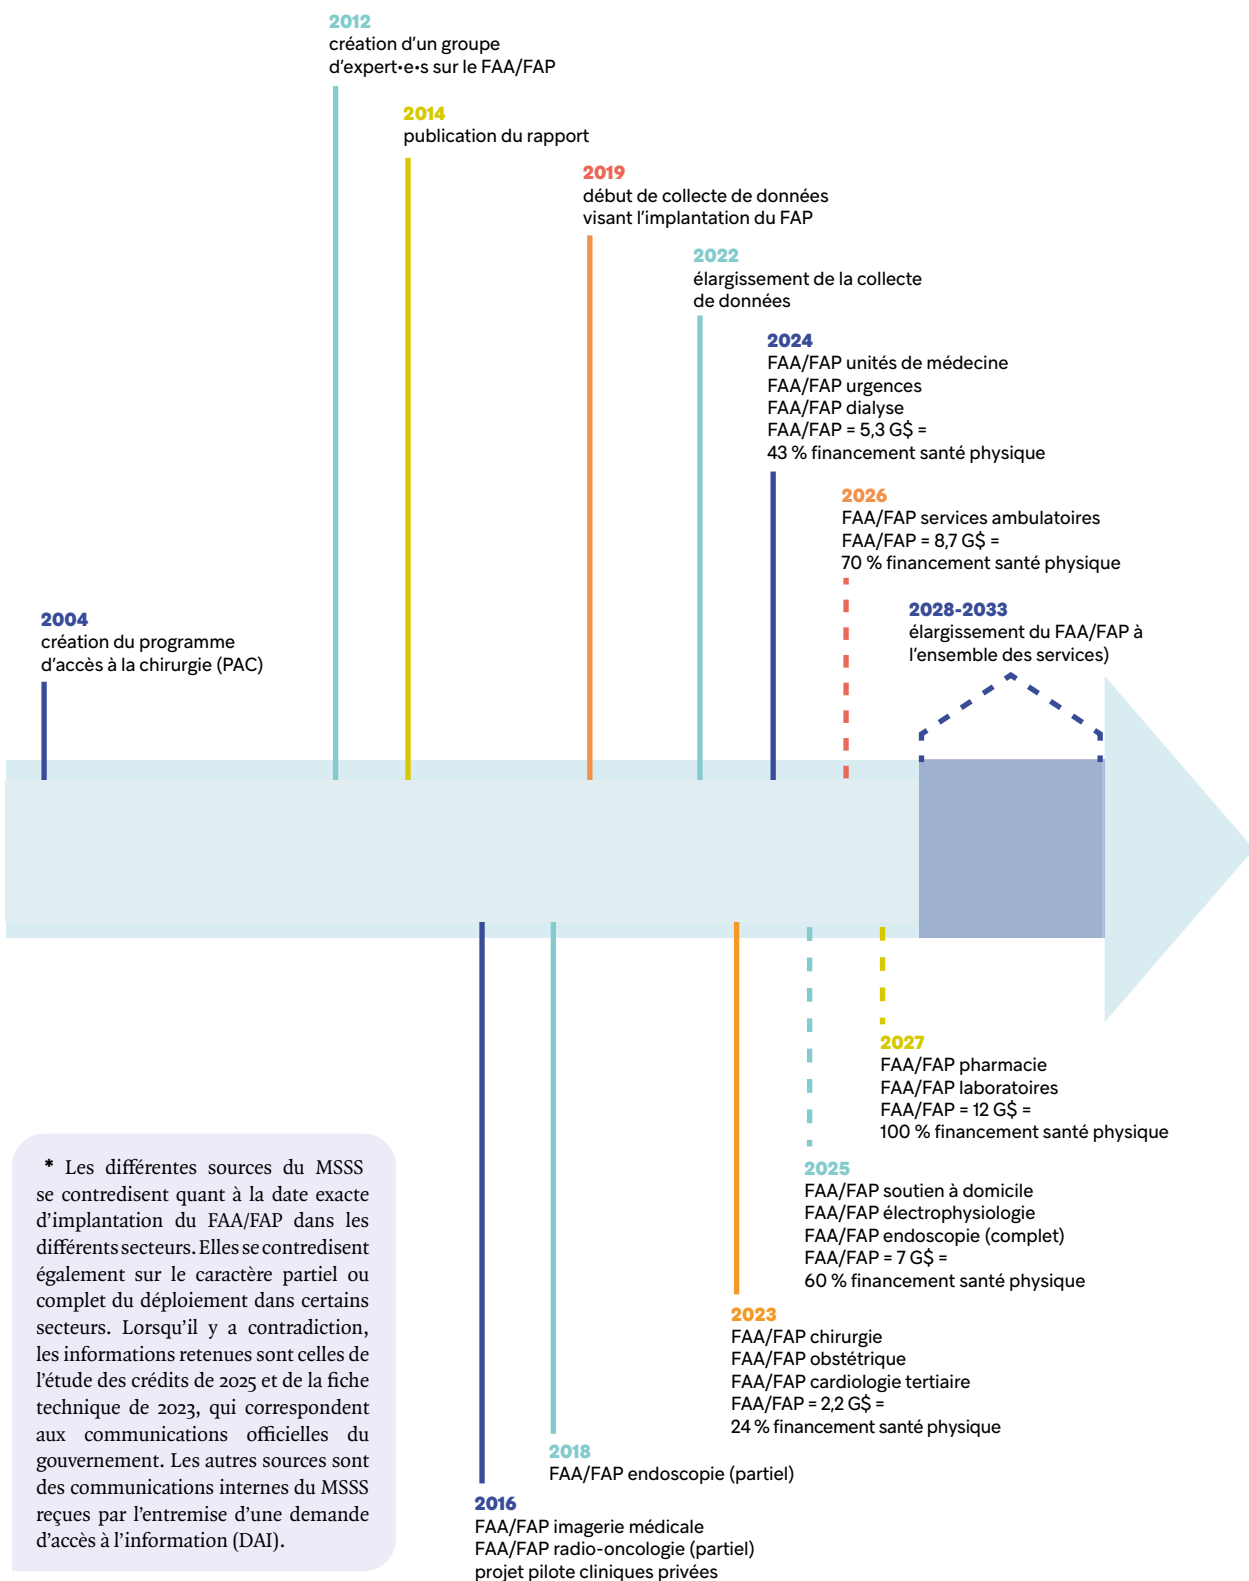 2012
création d'un groupe
d'expert•e•s sur le FAA/FAP
2014
publication du rapport
2019
début de collecte de données
visant l'implantation du FAP
2022
élargissement de la collecte
de données
2024
FAA/FAP unités de médecine
FAA/FAP urgences
FAA/FAP dialyse
FAA/FAP = 5,3 G$ =
43 % financement santé physique
2026
FAA/FAP services ambulatoires
FAA/FAP = 8,7 G$ =
70 % financement santé physique
2004
création du programme
d'accès à la chirurgie (PAC)
2028-2033
élargissement du FAA/FAP à
l'ensemble des services)
2027
FAA/FAP pharmacie
FAA/FAP laboratoires
FAA/FAP = 12 G$ =
100 % financement santé physique
2025
FAA/FAP soutien à domicile
FAA/FAP électrophysiologie
FAA/FAP endoscopie (complet)
FAA/FAP = 7 G$ =
60 % financement santé physique
2023
FAA/FAP chirurgie
FAA/FAP obstétrique
FAA/FAP cardiologie tertiaire
FAA/FAP = 2,2 G$ =
24 % financement santé physique
2018
FAA/FAP endoscopie (partiel)
2016
FAA/FAP imagerie médicale
FAA/FAP radio-oncologie (partiel)
projet pilote cliniques privées
* Les différentes sources du MSSS
se contredisent quant à la date exacte
d'implantation du FAA/FAP dans les
différents secteurs. Elles se contredisent
également sur le caractère partiel ou
complet du déploiement dans certains
secteurs. Lorsqu'il y a contradiction,
les informations retenues sont celles de
l'étude des crédits de 2025 et de la fiche
technique de 2023, qui correspondent
aux communications officielles du
gouvernement. Les autres sources sont
des communications internes du MSSS
reçues par l'entremise d'une demande
d'accès à l'information (DAI).